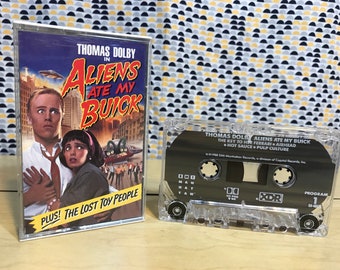 THOMAS DOLBY
IN
ALIENS
ATE MY
BUICK
PLUS! THE LOST TOY PEOPLE
THOMAS DOLBY ALIENS ATE MY BUICK
THE KEY TO HER FERRARI • AIRHEAD
• HOT SAUCE • PULP CULTURE
XDR
PROGRAM
1